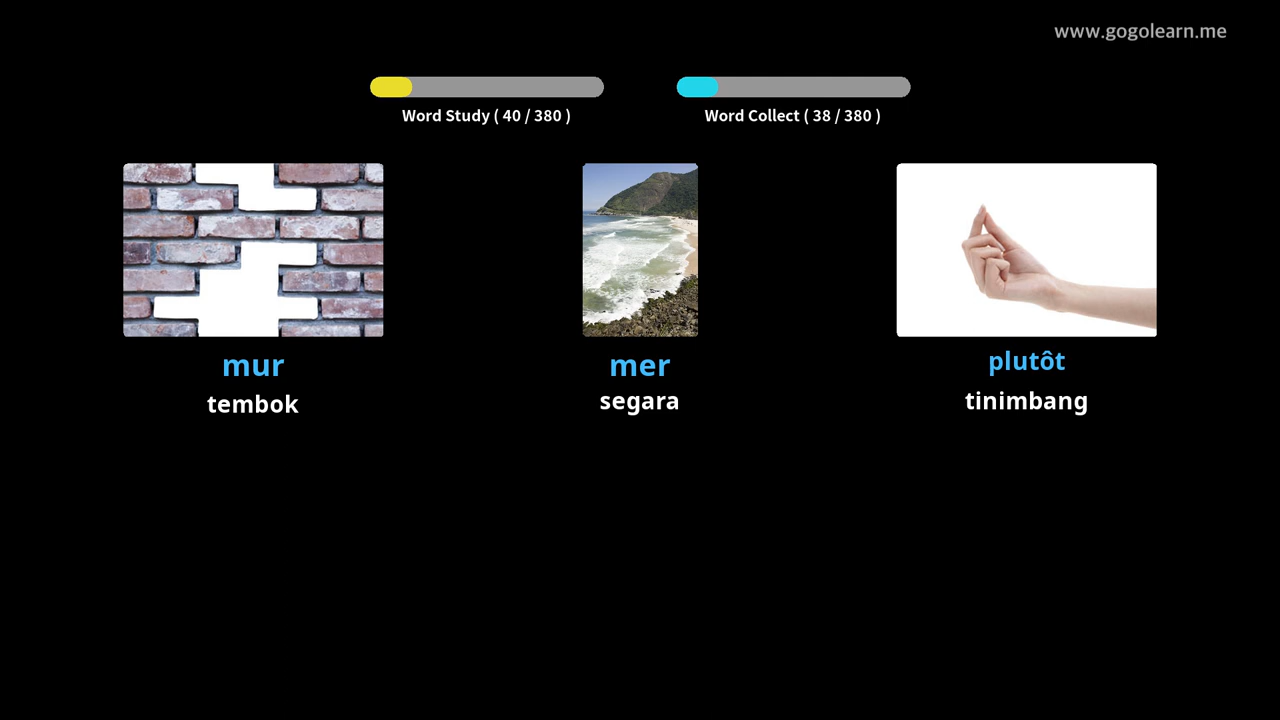 www.gogolearn.me
Word Study ( 40 / 380 )
Word Collect ( 38 / 380 )
mur
tembok
mer
segara
plutôt
tinimbang